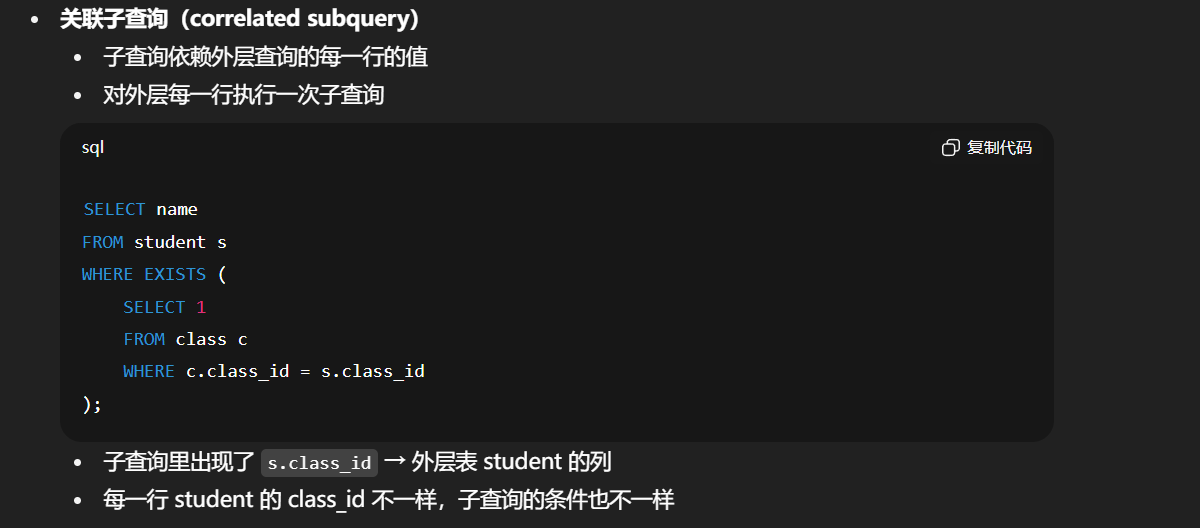 • 关联子查询（correlated subquery）
• 子查询依赖外层查询的每一行的值
• 对外层每一行执行一次子查询
sql 复制代码
SELECT name
FROM student s
WHERE EXISTS (
    SELECT 1
    FROM class c
    WHERE c.class_id = s.class_id
);
• 子查询里出现了 s.class_id → 外层表 student 的列
• 每一行 student 的 class_id 不一样，子查询的条件也不一样